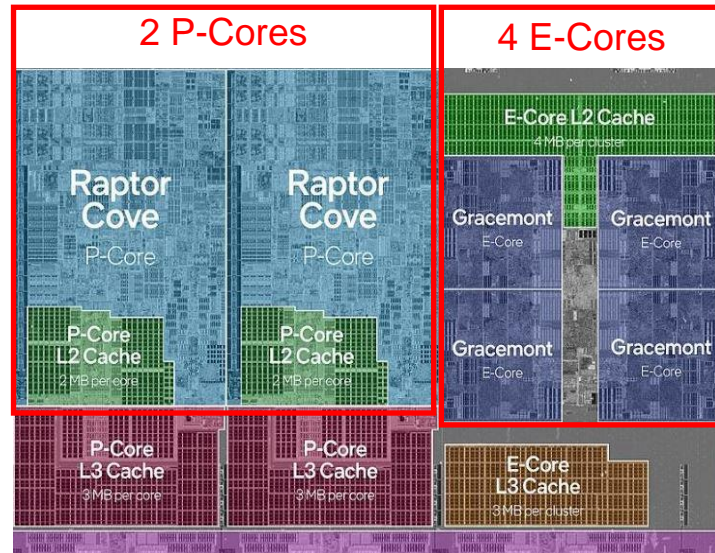 2 P-Cores
4 E-Cores
Raptor
Cove
P-Core
P-Core
L2 Cache
2 MB per core
Raptor
Cove
P-Core
P-Core
L2 Cache
2 MB per core
E-Core L2 Cache
4 MB per cluster
Gracemont
E-Core
Gracemont
E-Core
Gracemont
E-Core
Gracemont
E-Core
P-Core
L3 Cache
3 MB per core
P-Core
L3 Cache
3 MB per core
E-Core
L3 Cache
3 MB per cluster